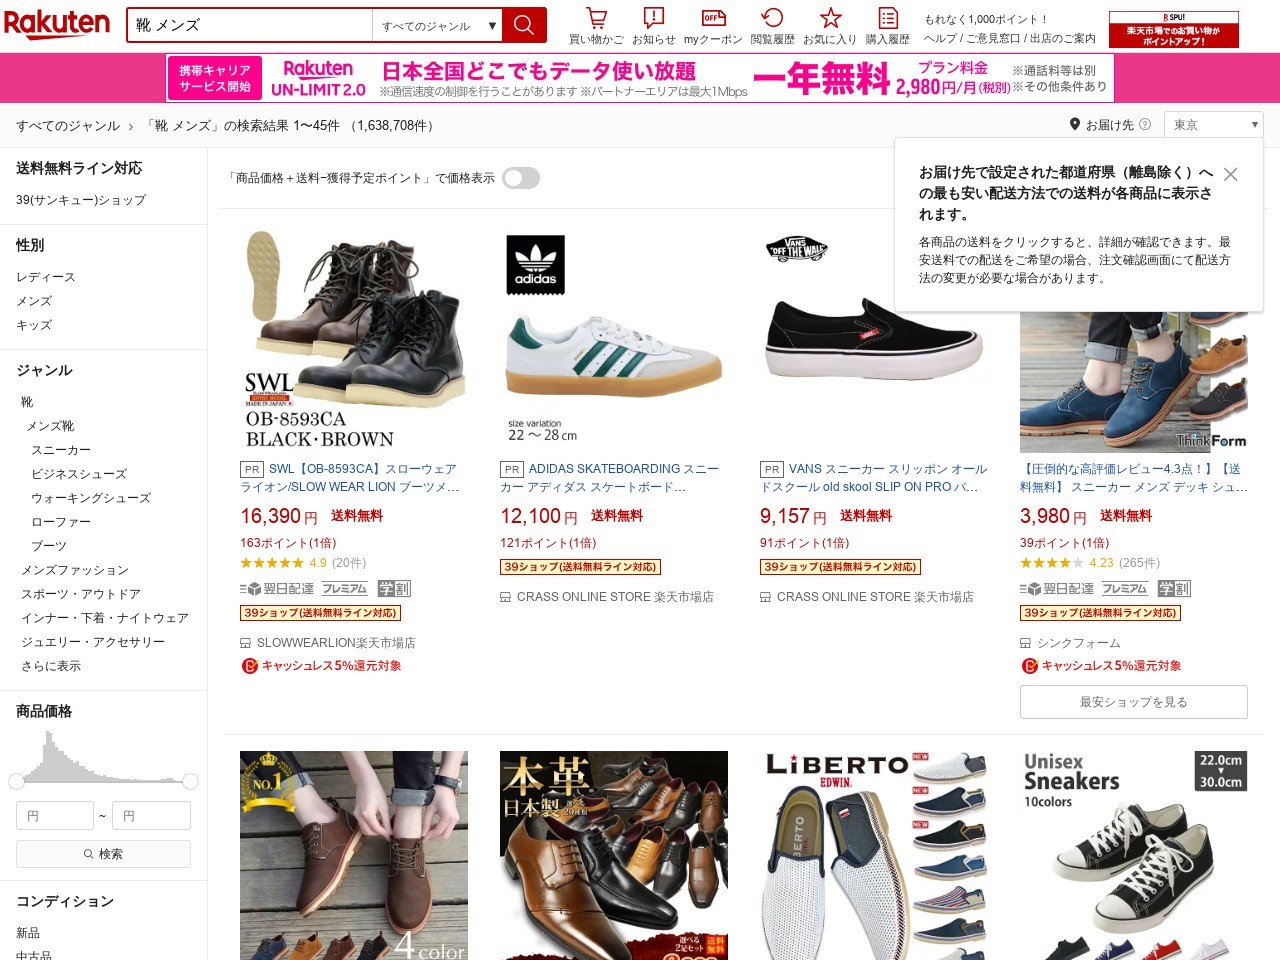 Rakuten
靴 メンズ
すべてのジャンル ▼
買い物かご
お知らせ
myクーポン
OFF
閲覧履歴
お気に入り
購入履歴
もれなく1,000ポイント！
ヘルプ / ご意見窓口 / 出店のご案内
SPU!
楽天市場でのお買い物が
ポイントアップ！
携帯キャリア
サービス開始
Rakuten
UN-LIMIT 2.0
日本全国どこでもデータ使い放題
※通信速度の制御を行うことがあります ※パートナーエリアは最大1Mbps
一年無料
プラン料金
2,980円/月(税別)
※通話料等は別
※その他条件あり
すべてのジャンル > 「靴 メンズ」の検索結果 1〜45件 （1,638,708件）
お届け先 ?
東京 ▼
お届け先で設定された都道府県（離島除く）へ
の最も安い配送方法での送料が各商品に表示さ
れます。
各商品の送料をクリックすると、詳細が確認できます。最
安送料での配送をご希望の場合、注文確認画面にて配送方
法の変更が必要な場合があります。
送料無料ライン対応
39(サンキュー)ショップ
性別
レディース
メンズ
キッズ
ジャンル
靴
メンズ靴
スニーカー
ビジネスシューズ
ウォーキングシューズ
ローファー
ブーツ
メンズファッション
スポーツ・アウトドア
インナー・下着・ナイトウェア
ジュエリー・アクセサリー
さらに表示
商品価格
円 ~ 円
検索
コンディション
新品
中古品
「商品価格＋送料−獲得予定ポイント」で価格表示
SWL
MADE IN JAPAN
OB-8593CA
BLACK・BROWN
PR SWL【OB-8593CA】スローウェア
ライオン/SLOW WEAR LION ブーツメ…
16,390円 送料無料
163ポイント(1倍)
★★★★★ 4.9 (20件)
翌日配達 プレミアム 学割
39ショップ(送料無料ライン対応)
SLOWWEARLION楽天市場店
キャッシュレス5%還元対象
adidas
size variation
22〜28cm
PR ADIDAS SKATEBOARDING スニー
カー アディダス スケートボード…
12,100円 送料無料
121ポイント(1倍)
39ショップ(送料無料ライン対応)
CRASS ONLINE STORE 楽天市場店
VANS
"OFF THE WALL"
PR VANS スニーカー スリッポン オール
ドスクール old skool SLIP ON PRO バ…
9,157円 送料無料
91ポイント(1倍)
39ショップ(送料無料ライン対応)
CRASS ONLINE STORE 楽天市場店
ThinkForm
【圧倒的な高評価レビュー4.3点！】【送
料無料】 スニーカー メンズ デッキ シュ…
3,980円 送料無料
39ポイント(1倍)
★★★★★ 4.23 (265件)
翌日配達 プレミアム 学割
39ショップ(送料無料ライン対応)
シンクフォーム
キャッシュレス5%還元対象
最安ショップを見る
NO.1
4 color
本革
日本製
選べる
20種類
選べる
2足セット
送料
無料
LiBERTO
EDWIN.
NEW
NEW
NEW
Unisex
Sneakers
10colors
22.0cm
▼
30.0cm